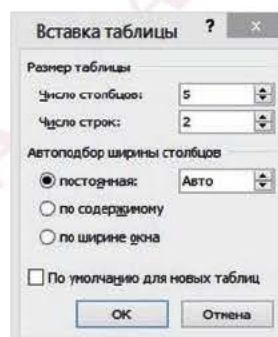 Вставка таблицы ? x
Размер таблицы
Число столбцов: 5
Число строк: 2
Автоподбор ширины столбцов
постоянная: Авто
по содержимому
по ширине окна
По умолчанию для новых таблиц
ОК Отмена